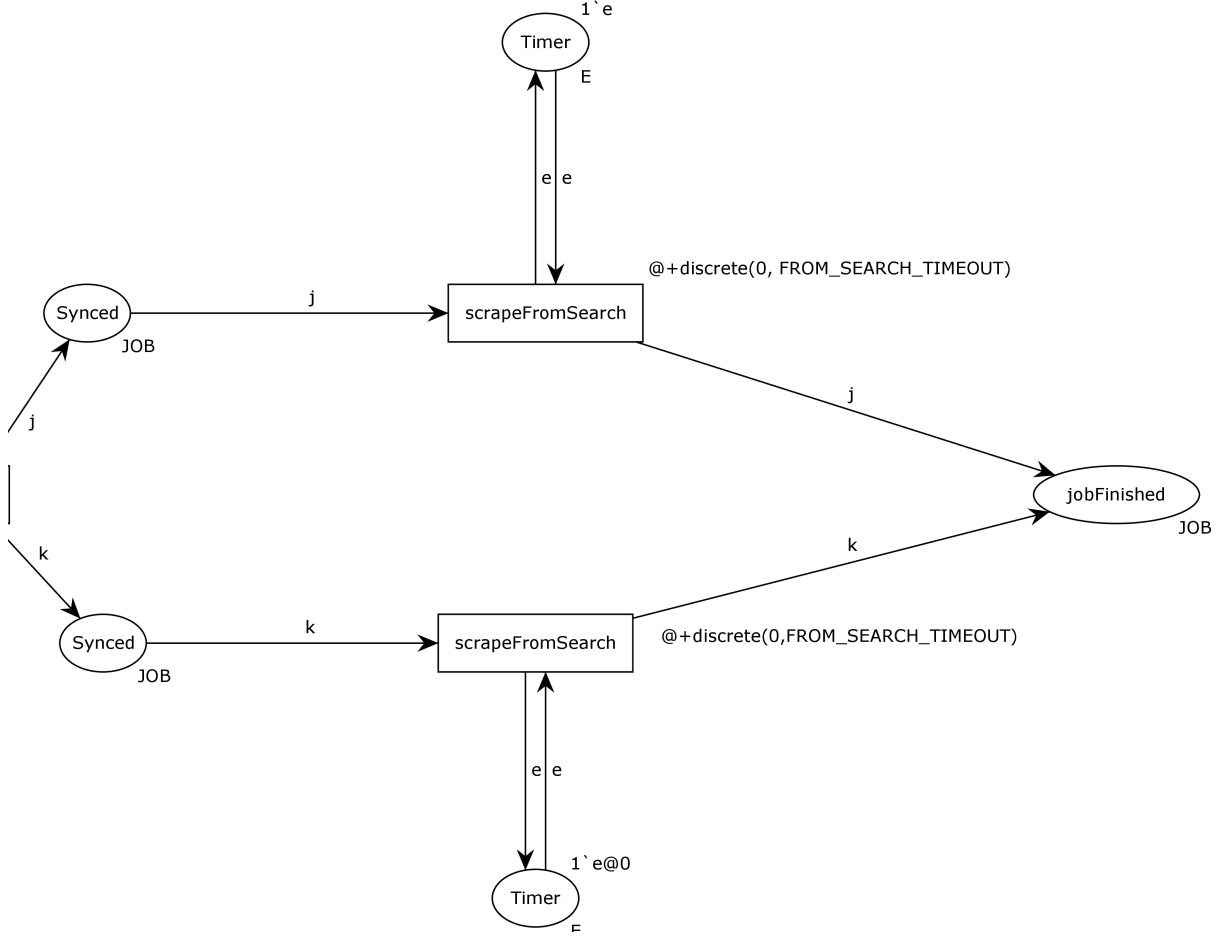 1`e
Timer
E
e
e
@+discrete(0, FROM_SEARCH_TIMEOUT)
j
Synced
scrapeFromSearch
JOB
j
j
jobFinished
JOB
k
k
k
@+discrete(0,FROM_SEARCH_TIMEOUT)
Synced
scrapeFromSearch
JOB
e
e
1`e@0
Timer
E